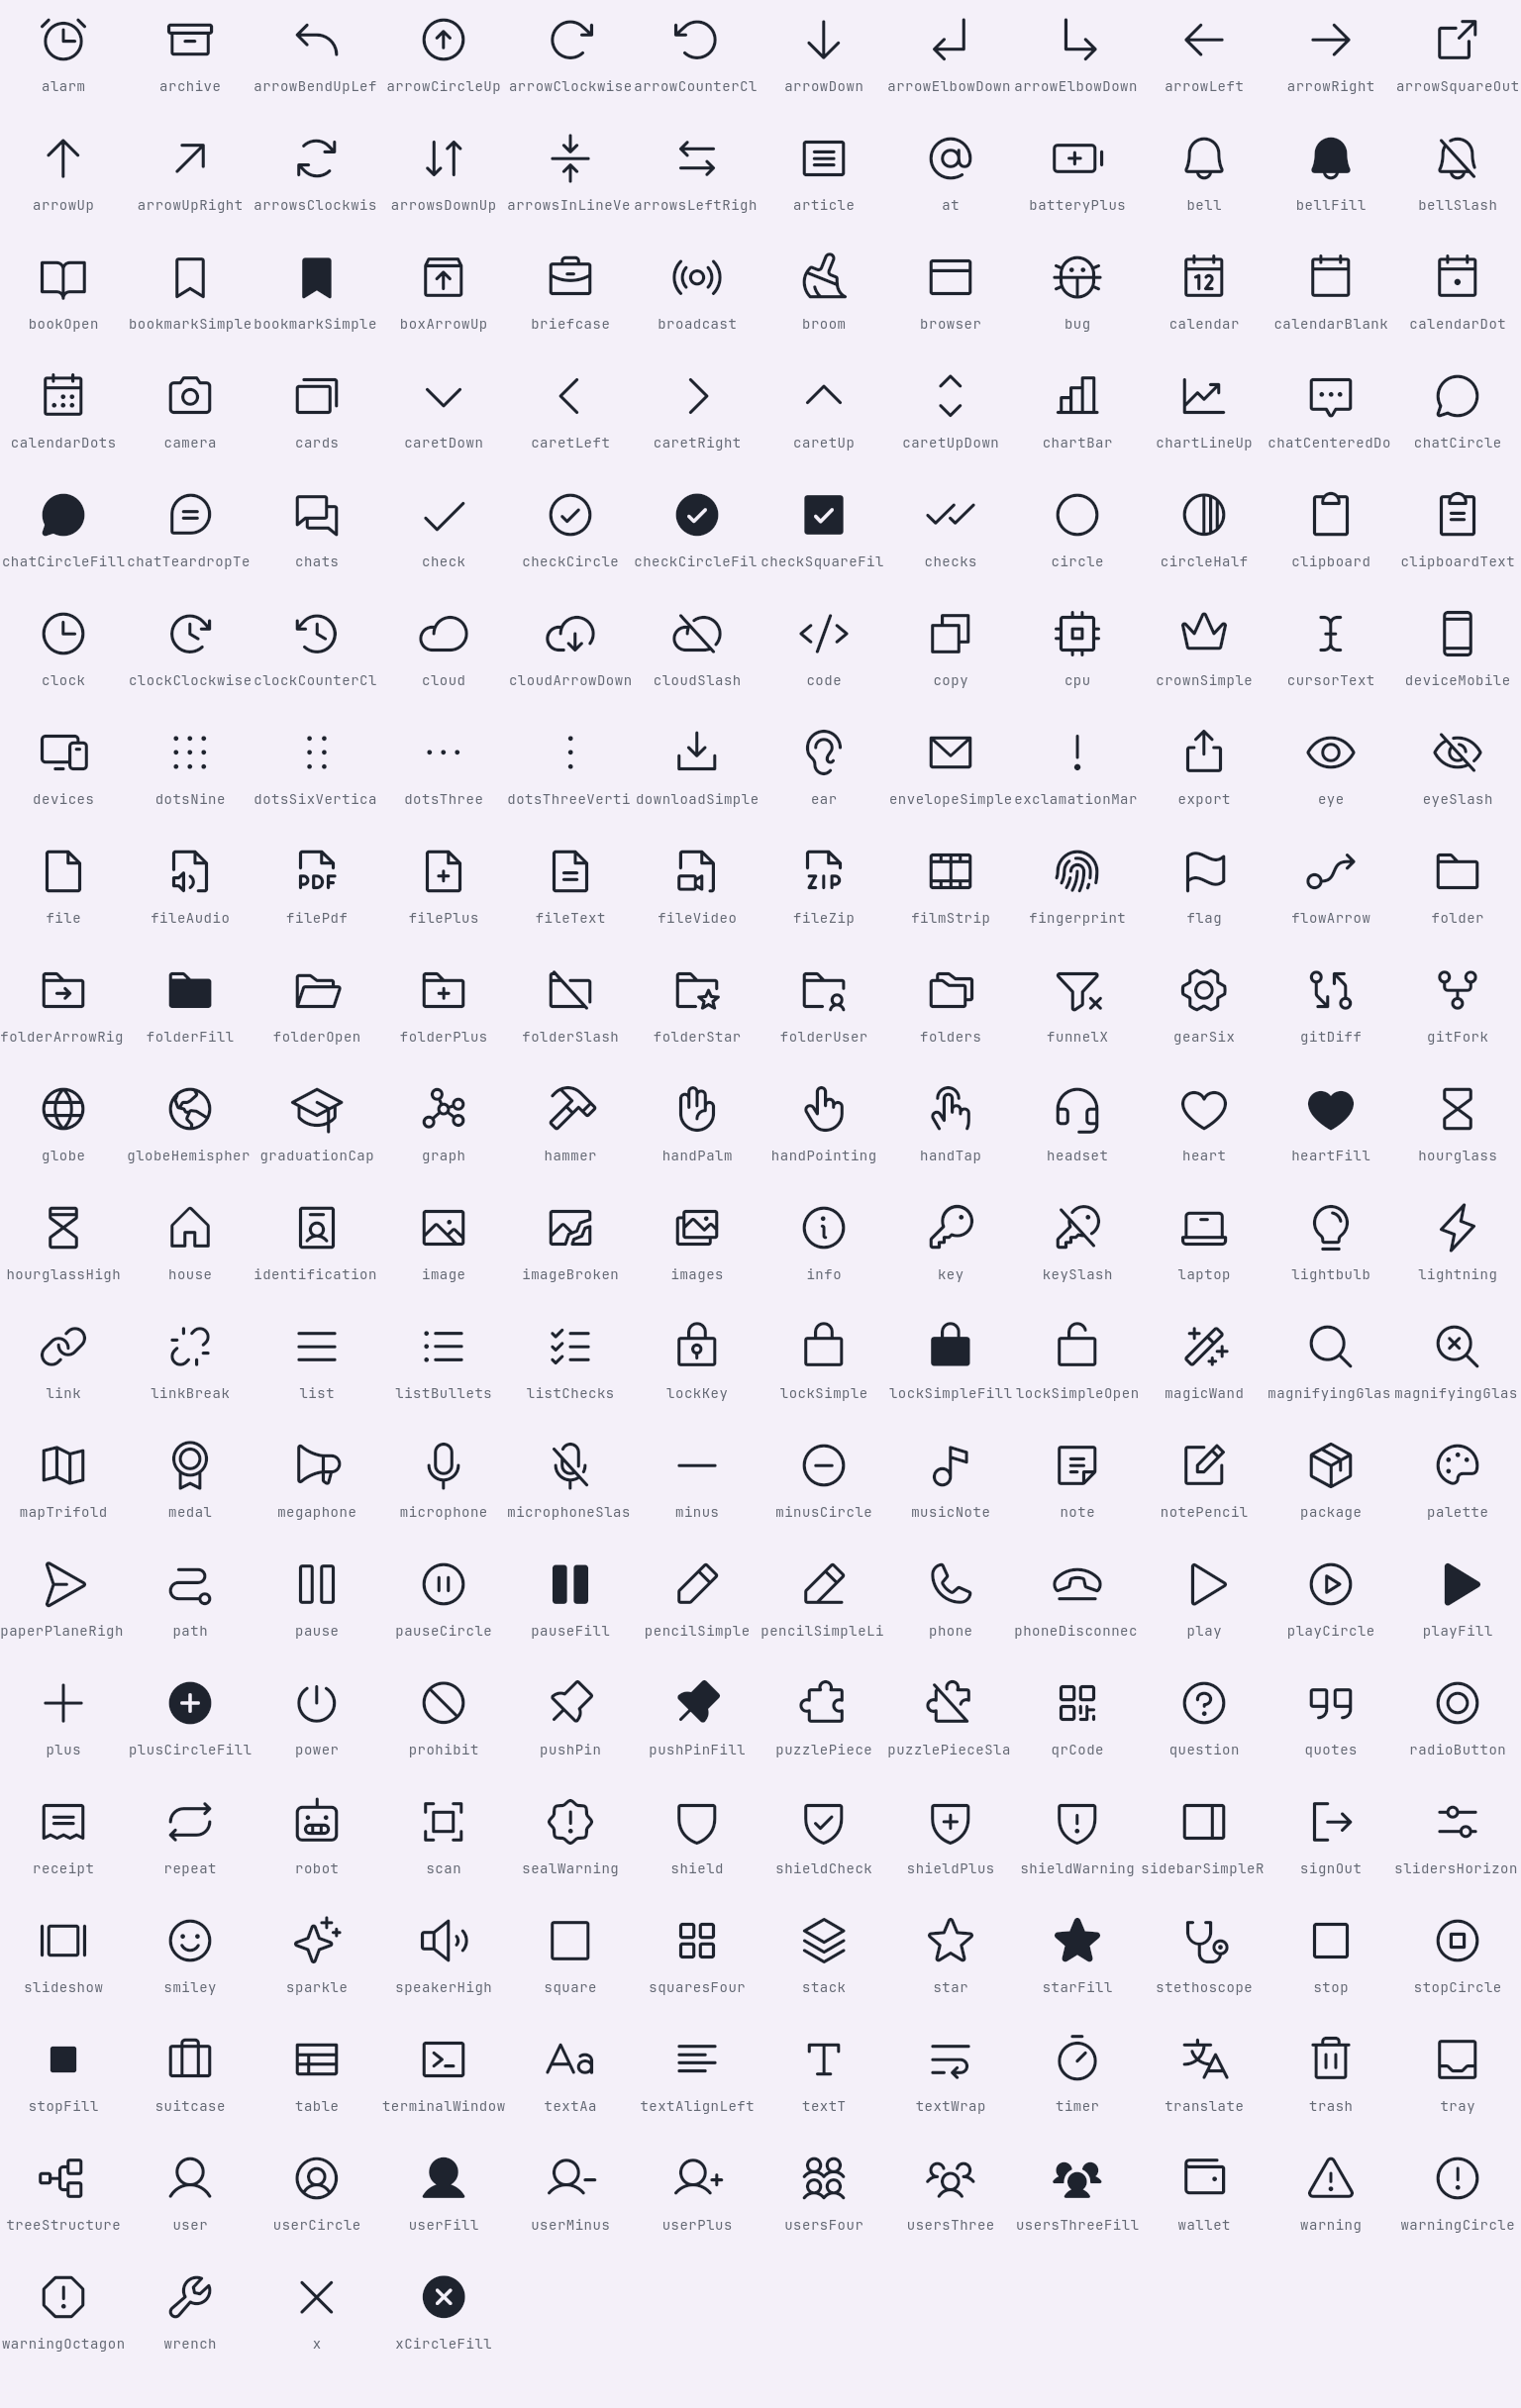 alarm archive arrowBendUpLef arrowCircleUp arrowClockwise arrowCounterCl arrowDown arrowElbowDown arrowElbowDown arrowLeft arrowRight arrowSquareOut
arrowUp arrowUpRight arrowsClockwis arrowsDownUp arrowsInLineVe arrowsLeftRigh article at batteryPlus bell bellFill bellSlash
12
bookOpen bookmarkSimple bookmarkSimple boxArrowUp briefcase broadcast broom browser bug calendar calendarBlank calendarDot
calendarDots camera cards caretDown caretLeft caretRight caretUp caretUpDown chartBar chartLineUp chatCenteredDo chatCircle
chatCircleFill chatTeardropTe chats check checkCircle checkCircleFil checkSquareFil checks circle circleHalf clipboard clipboardText
clock clockClockwise clockCounterCl cloud cloudArrowDown cloudSlash code copy cpu crownSimple cursorText deviceMobile
devices dotsNine dotsSixVertica dotsThree dotsThreeVerti downloadSimple ear envelopeSimple exclamationMar export eye eyeSlash
PDF ZIP
file fileAudio filePdf filePlus fileText fileVideo fileZip filmStrip fingerprint flag flowArrow folder
folderArrowRig folderFill folderOpen folderPlus folderSlash folderStar folderUser folders funnelX gearSix gitDiff gitFork
globe globeHemispher graduationCap graph hammer handPalm handPointing handTap headset heart heartFill hourglass
hourglassHigh house identification image imageBroken images info key keySlash laptop lightbulb lightning
link linkBreak list listBullets listChecks lockKey lockSimple lockSimpleFill lockSimpleOpen magicWand magnifyingGlas magnifyingGlas
mapTrifold medal megaphone microphone microphoneSlas minus minusCircle musicNote note notePencil package palette
paperPlaneRigh path pause pauseCircle pauseFill pencilSimple pencilSimpleLi phone phoneDisconnec play playCircle playFill
plus plusCircleFill power prohibit pushPin pushPinFill puzzlePiece puzzlePieceSla qrCode question quotes radioButton
receipt repeat robot scan sealWarning shield shieldCheck shieldPlus shieldWarning sidebarSimpleR signOut slidersHorizon
slideshow smiley sparkle speakerHigh square squaresFour stack star starFill stethoscope stop stopCircle
Aa T A
stopFill suitcase table terminalWindow textAa textAlignLeft textT textWrap timer translate trash tray
treeStructure user userCircle userFill userMinus userPlus usersFour usersThree usersThreeFill wallet warning warningCircle
warningOctagon wrench x xCircleFill